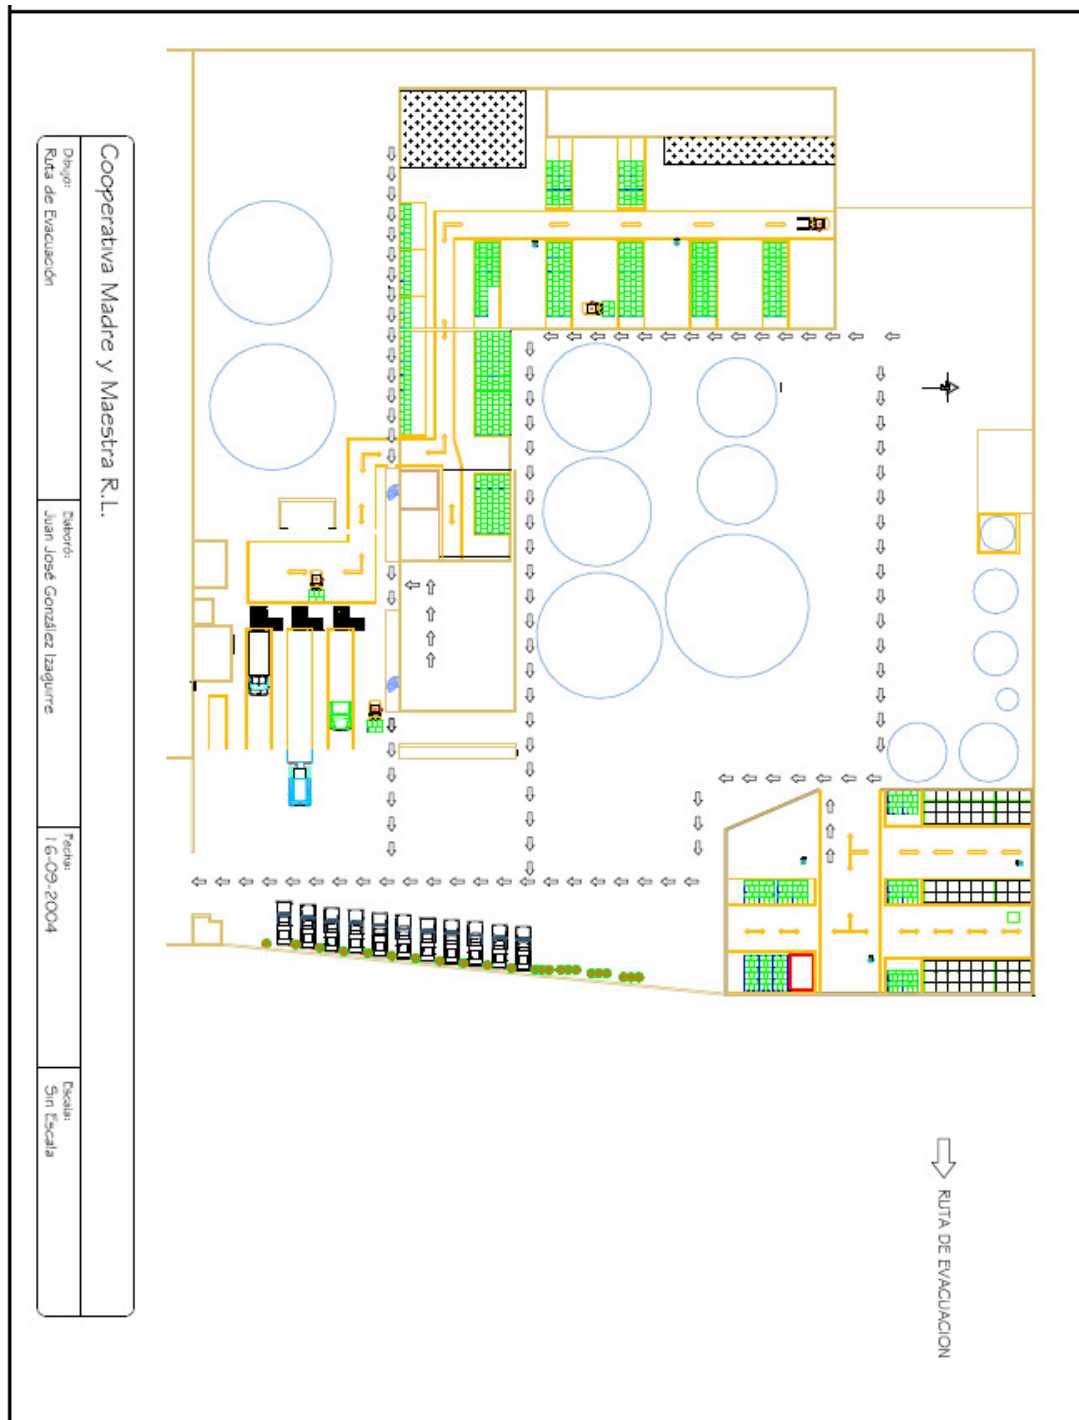 Cooperativa Madre y Maestra R.L.
Dibujo:
Ruta de Evacuación
Elaboró:
Juan José González Izaguirre
Fecha:
16-09-2004
Escala:
Sin Escala
RUTA DE EVACUACION